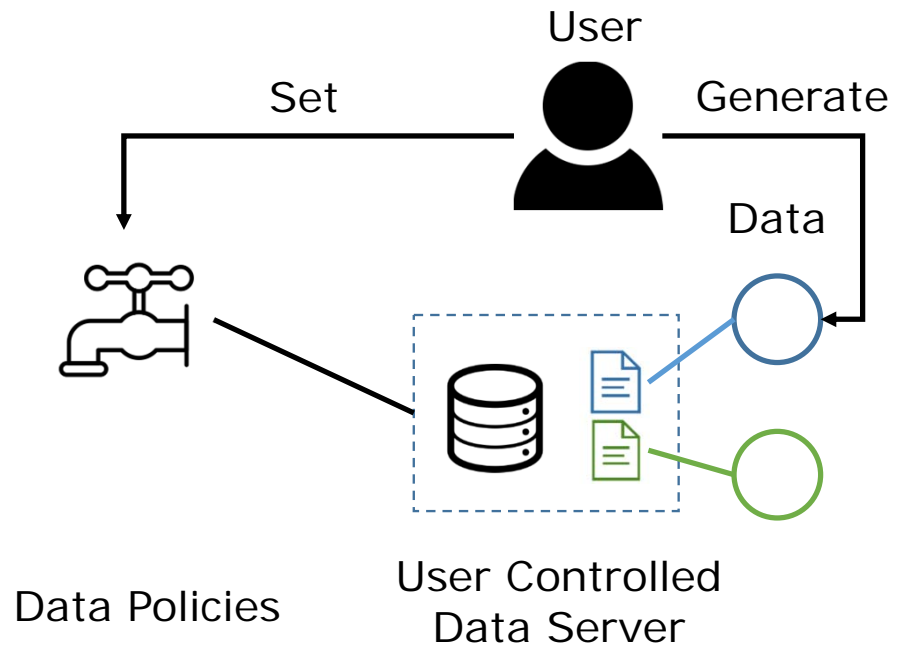 User
Set
Generate
Data
Data Policies
User Controlled
Data Server